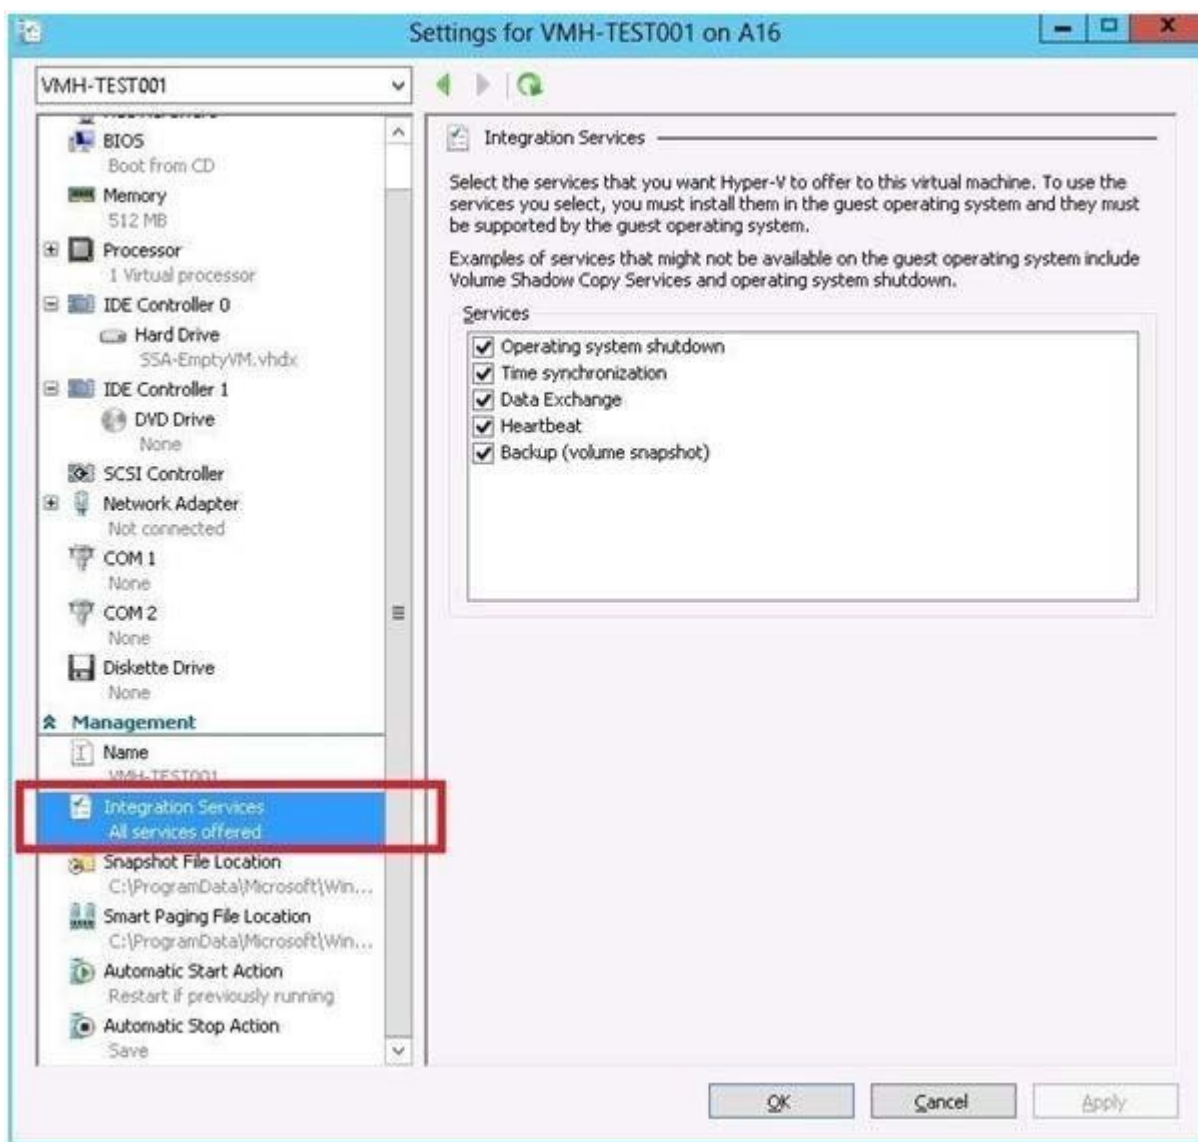 Settings for VMH-TEST001 on A16
VMH-TEST001
BIOS
Boot from CD
Memory
512 MB
Processor
1 Virtual processor
IDE Controller 0
Hard Drive
SSA-EmptyVM.vhdx
IDE Controller 1
DVD Drive
None
SCSI Controller
Network Adapter
Not connected
COM 1
None
COM 2
None
Diskette Drive
None
Management
Name
VMH-TEST001
Integration Services
All services offered
Snapshot File Location
C:\ProgramData\Microsoft\Win...
Smart Paging File Location
C:\ProgramData\Microsoft\Win...
Automatic Start Action
Restart if previously running
Automatic Stop Action
Save
Integration Services
Select the services that you want Hyper-V to offer to this virtual machine. To use the
services you select, you must install them in the guest operating system and they must
be supported by the guest operating system.
Examples of services that might not be available on the guest operating system include
Volume Shadow Copy Services and operating system shutdown.
Services
Operating system shutdown
Time synchronization
Data Exchange
Heartbeat
Backup (volume snapshot)
OK
Cancel
Apply